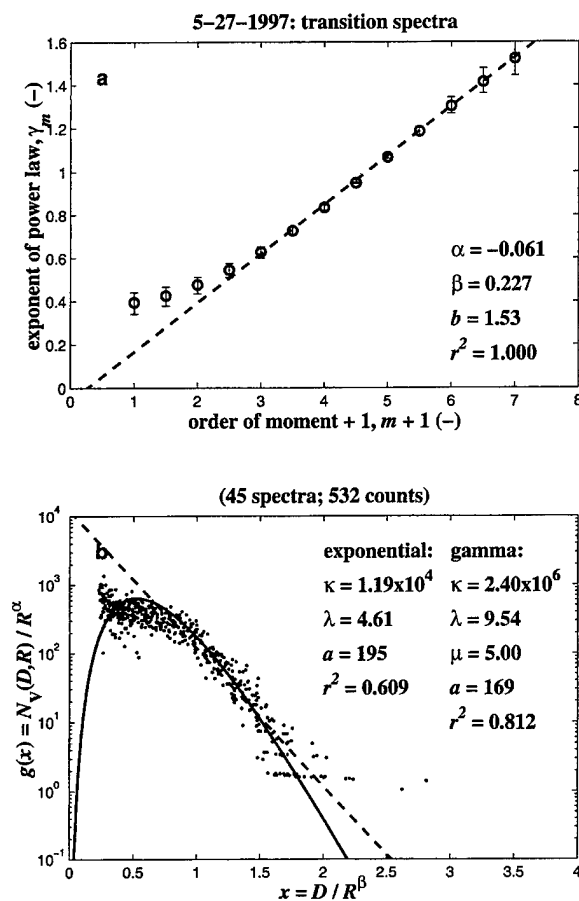 5-27-1997: transition spectra
a
exponent of power law, γm (-)
1.6
1.4
1.2
1
0.8
0.6
0.4
0.2
0
α = -0.061
β = 0.227
b = 1.53
r² = 1.000
0 1 2 3 4 5 6 7 8
order of moment + 1, m + 1 (-)
(45 spectra; 532 counts)
b
g(x) = NV(D,R) / R^α
10⁴
10³
10²
10¹
10⁰
10⁻¹
exponential: gamma:
κ = 1.19x10⁴ κ = 2.40x10⁶
λ = 4.61 λ = 9.54
a = 195 μ = 5.00
r² = 0.609 a = 169
r² = 0.812
0 0.5 1 1.5 2 2.5 3 3.5 4
x = D / R^β